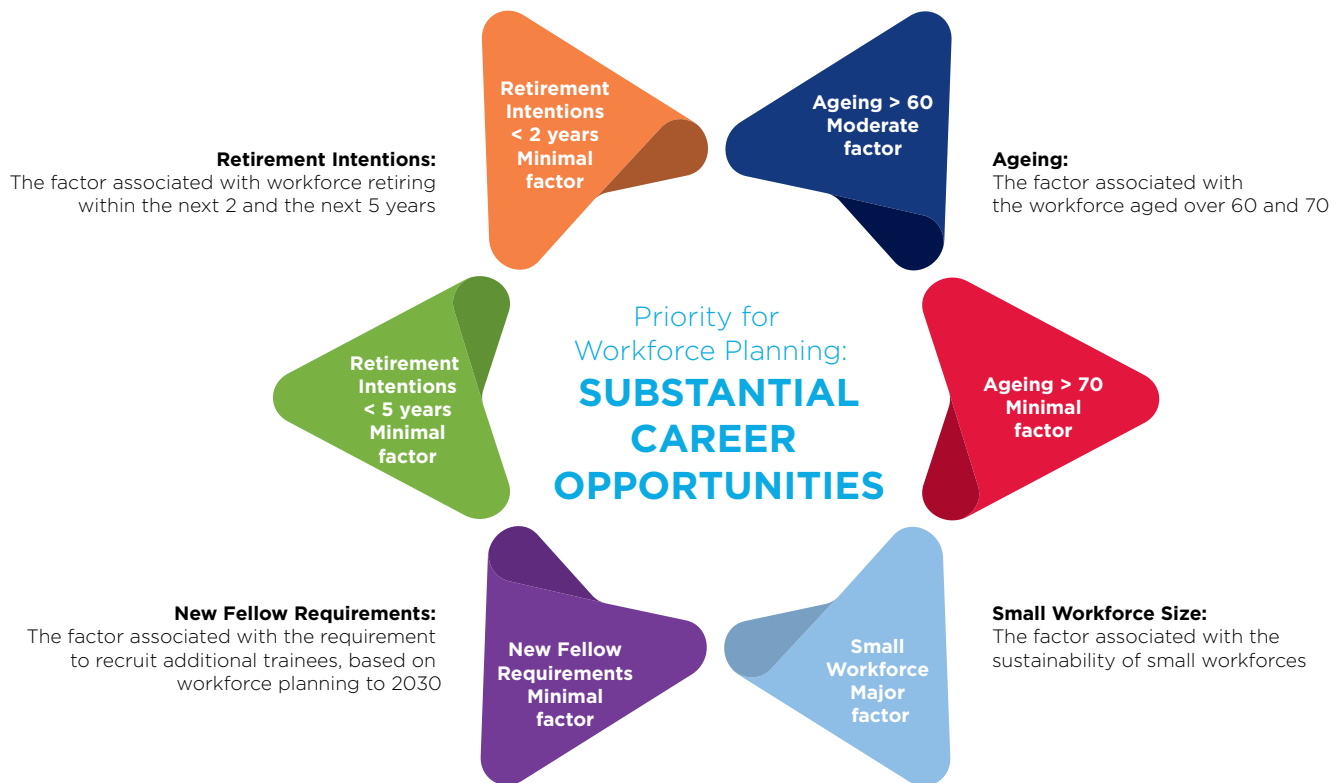 Retirement
Intentions
< 2 years
Minimal
factor
Ageing > 60
Moderate
factor
Retirement Intentions:
The factor associated with workforce retiring
within the next 2 and the next 5 years
Ageing:
The factor associated with
the workforce aged over 60 and 70
Retirement
Intentions
< 5 years
Minimal
factor
Priority for
Workforce Planning:
SUBSTANTIAL
CAREER
OPPORTUNITIES
Ageing > 70
Minimal
factor
New Fellow Requirements:
The factor associated with the requirement
to recruit additional trainees, based on
workforce planning to 2030
New Fellow
Requirements
Minimal
factor
Small
Workforce
Major
factor
Small Workforce Size:
The factor associated with the
sustainability of small workforces